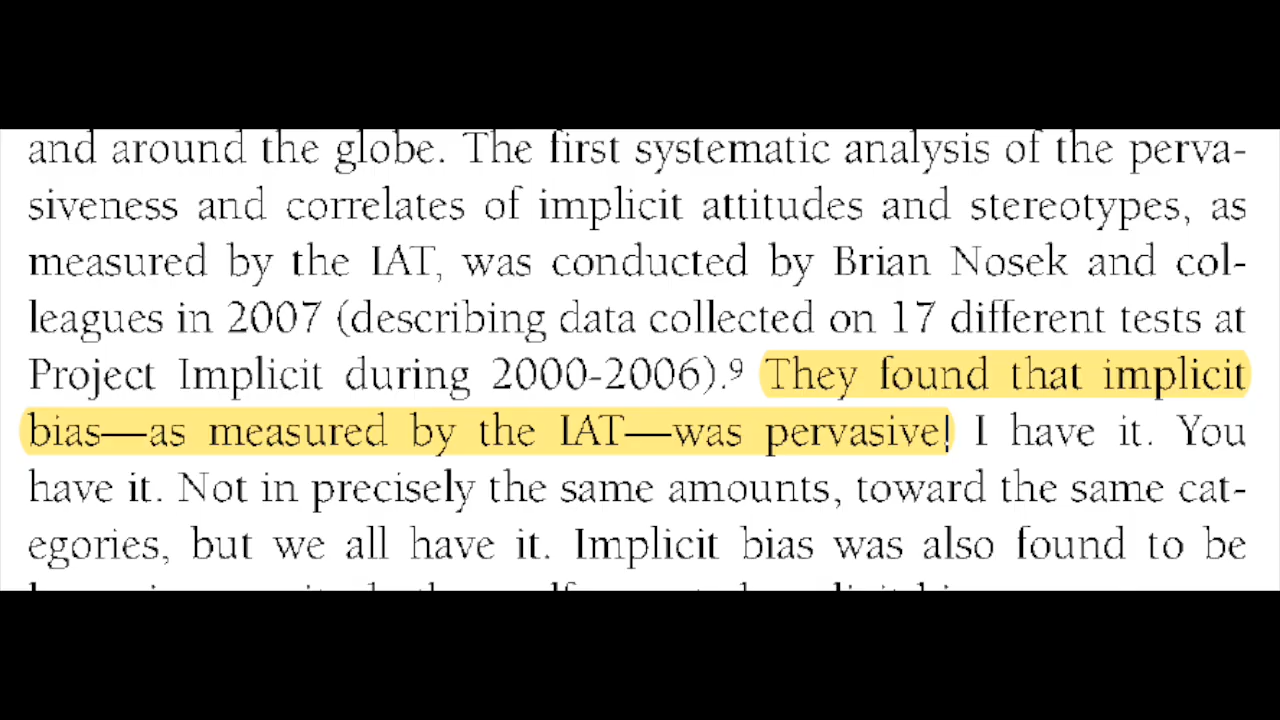 and around the globe. The first systematic analysis of the perva-
siveness and correlates of implicit attitudes and stereotypes, as
measured by the IAT, was conducted by Brian Nosek and col-
leagues in 2007 (describing data collected on 17 different tests at
Project Implicit during 2000-2006).⁹ They found that implicit
bias—as measured by the IAT—was pervasive! I have it. You
have it. Not in precisely the same amounts, toward the same cat-
egories, but we all have it. Implicit bias was also found to be